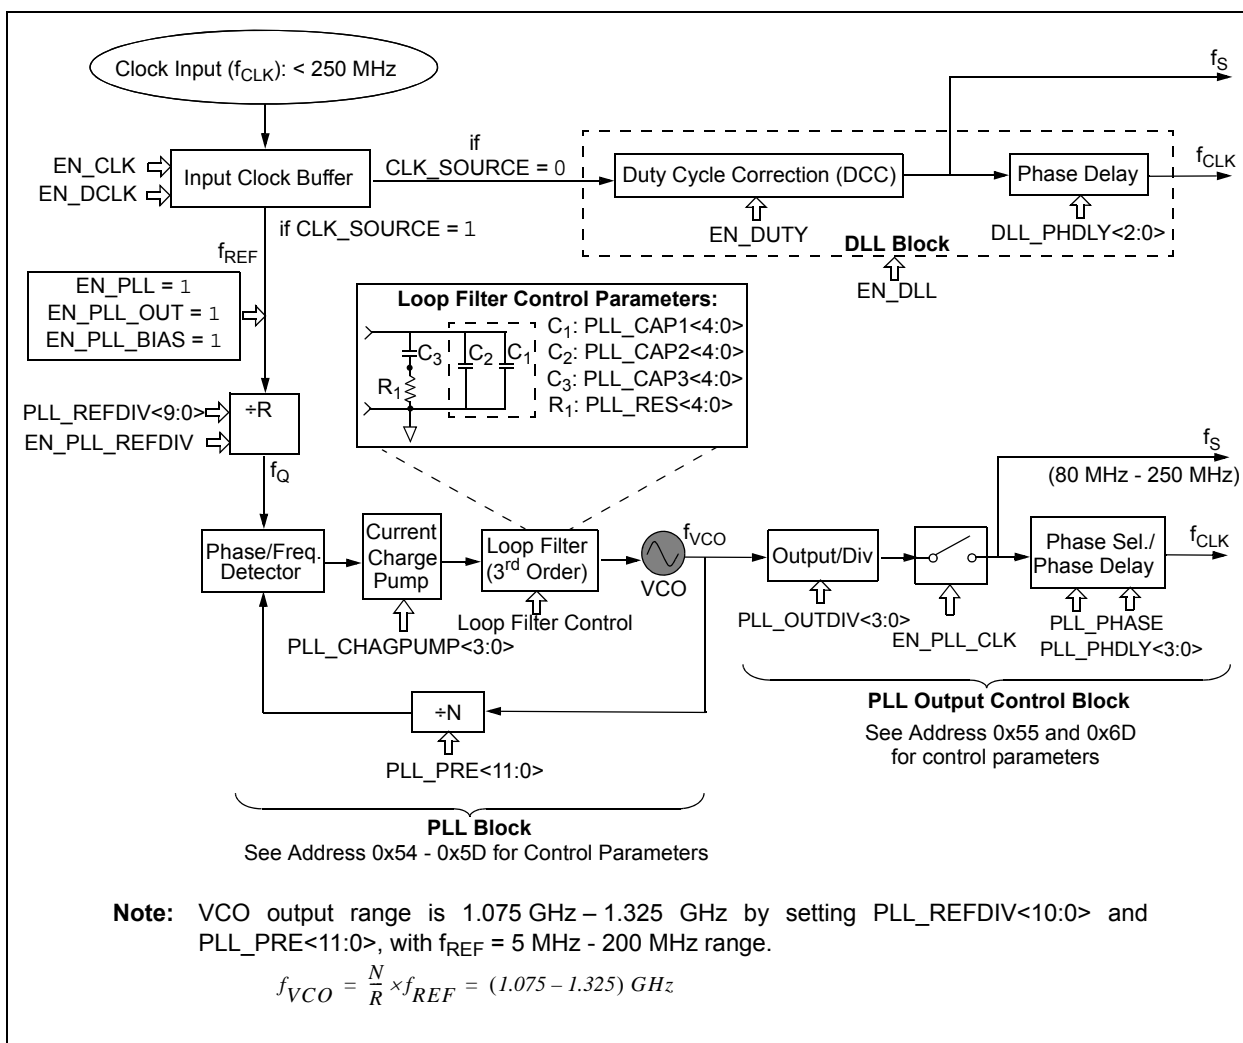 Clock Input (fCLK): < 250 MHz
fS
EN_CLK
EN_DCLK
Input Clock Buffer
if
CLK_SOURCE = 0
Duty Cycle Correction (DCC)
Phase Delay
fCLK
EN_DUTY
DLL_PHDLY<2:0>
DLL Block
EN_DLL
if CLK_SOURCE = 1
fREF
EN_PLL = 1
EN_PLL_OUT = 1
EN_PLL_BIAS = 1
Loop Filter Control Parameters:
C3
C2
C1
R1
C1: PLL_CAP1<4:0>
C2: PLL_CAP2<4:0>
C3: PLL_CAP3<4:0>
R1: PLL_RES<4:0>
PLL_REFDIV<9:0>
EN_PLL_REFDIV
÷R
fQ
fS
(80 MHz - 250 MHz)
Phase/Freq.
Detector
Current
Charge
Pump
Loop Filter
(3rd Order)
VCO
fVCO
Output/Div
Phase Sel./
Phase Delay
fCLK
PLL_CHAGPUMP<3:0>
Loop Filter Control
PLL_OUTDIV<3:0>
EN_PLL_CLK
PLL_PHASE
PLL_PHDLY<3:0>
÷N
PLL_PRE<11:0>
PLL Output Control Block
See Address 0x55 and 0x6D
for control parameters
PLL Block
See Address 0x54 - 0x5D for Control Parameters
Note: VCO output range is 1.075 GHz – 1.325 GHz by setting PLL_REFDIV<10:0> and
PLL_PRE<11:0>, with fREF = 5 MHz - 200 MHz range.
fVCO = N/R × fREF = (1.075 – 1.325) GHz